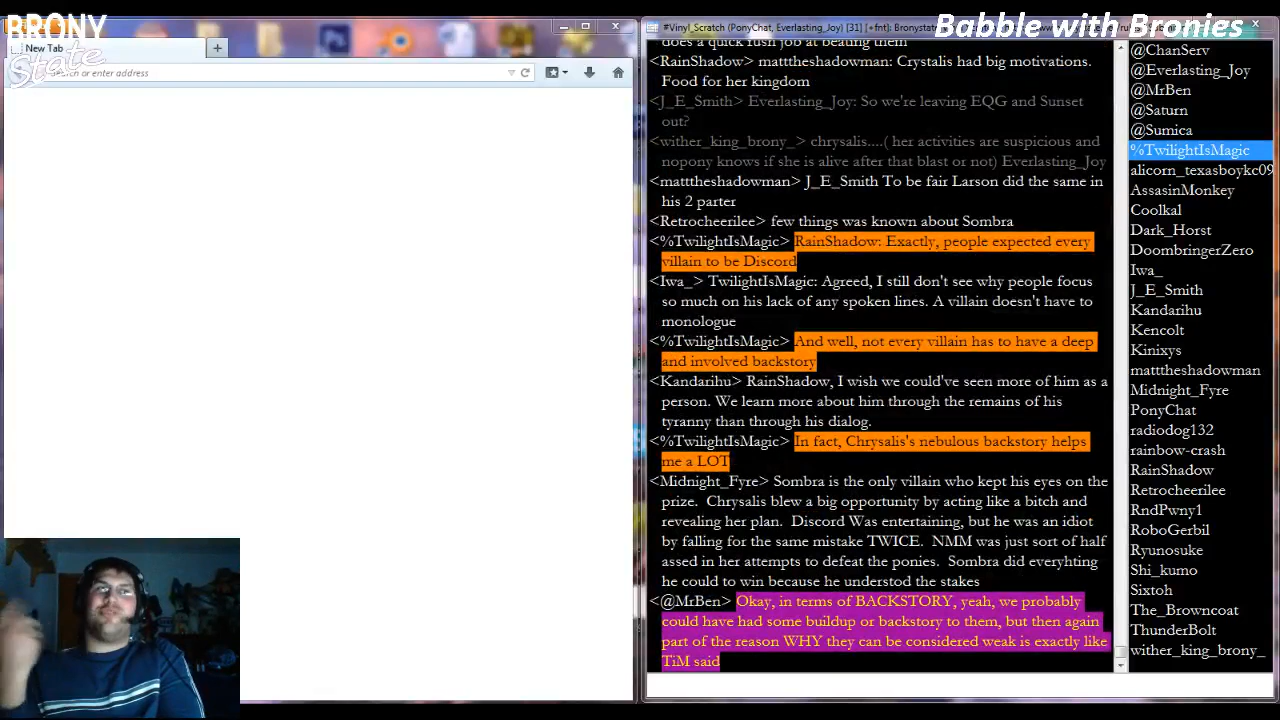 BRONY
State
New Tab
Search or enter address
#Vinyl_Scratch (PonyChat, Everlasting_Joy) [31] [+fnt]: Bronystate
Babble with Bronies
does a quick rush job at beating them
<RainShadow> matttheshadowman: Crystalis had big motivations.
Food for her kingdom
<J_E_Smith> Everlasting_Joy: So we're leaving EQG and Sunset
out?
<wither_king_brony_> chrysalis....( her activities are suspicious and
nopony knows if she is alive after that blast or not) Everlasting_Joy
<matttheshadowman> J_E_Smith To be fair Larson did the same in
his 2 parter
<Retrocheerilee> few things was known about Sombra
<%TwilightIsMagic> RainShadow: Exactly, people expected every
villain to be Discord
<Iwa_> TwilightIsMagic: Agreed, I still don't see why people focus
so much on his lack of any spoken lines. A villain doesn't have to
monologue
<%TwilightIsMagic> And well, not every villain has to have a deep
and involved backstory
<Kandarihu> RainShadow, I wish we could've seen more of him as a
person. We learn more about him through the remains of his
tyranny than through his dialog.
<%TwilightIsMagic> In fact, Chrysalis's nebulous backstory helps
me a LOT
<Midnight_Fyre> Sombra is the only villain who kept his eyes on the
prize.  Chrysalis blew a big opportunity by acting like a bitch and
revealing her plan.  Discord Was entertaining, but he was an idiot
by falling for the same mistake TWICE.  NMM was just sort of half
assed in her attempts to defeat the ponies.  Sombra did everyhting
he could to win because he understod the stakes
<@MrBen> Okay, in terms of BACKSTORY, yeah, we probably
could have had some buildup or backstory to them, but then again
part of the reason WHY they can be considered weak is exactly like
TiM said
@ChanServ
@Everlasting_Joy
@MrBen
@Saturn
@Sumica
%TwilightIsMagic
alicorn_texasboykc09
AssasinMonkey
Coolkal
Dark_Horst
DoombringerZero
Iwa_
J_E_Smith
Kandarihu
Kencolt
Kinixys
matttheshadowman
Midnight_Fyre
PonyChat
radiodog132
rainbow-crash
RainShadow
Retrocheerilee
RndPwny1
RoboGerbil
Ryunosuke
Shi_kumo
Sixtoh
The_Browncoat
ThunderBolt
wither_king_brony_